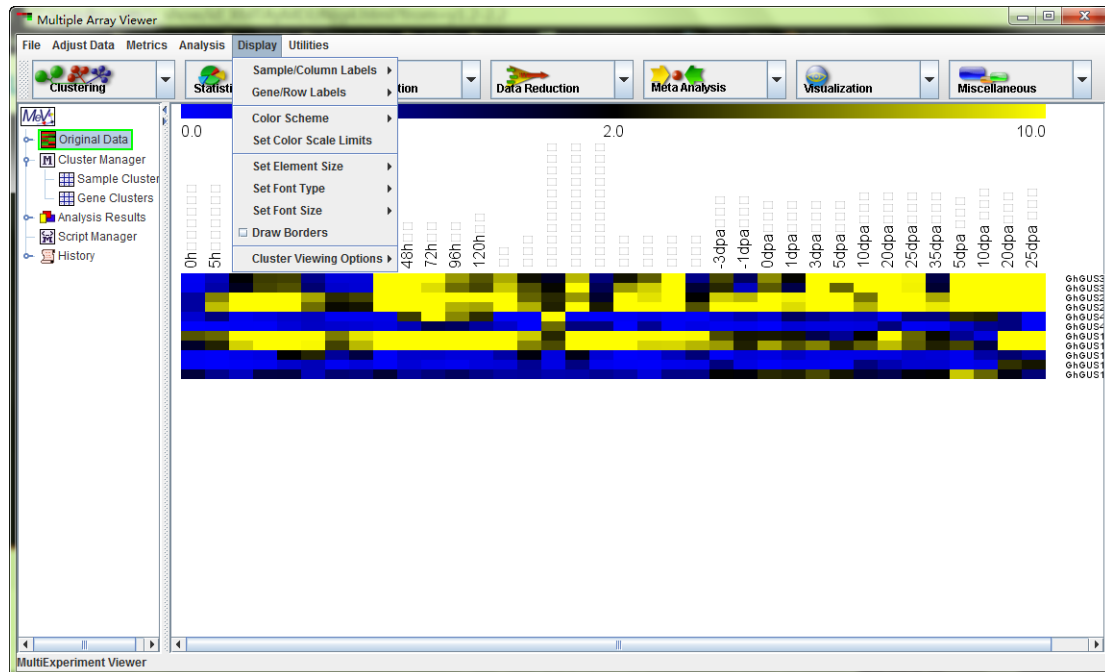 Multiple Array Viewer
File Adjust Data Metrics Analysis Display Utilities
Clustering
Data Reduction
Meta Analysis
Visualization
Miscellaneous
Sample/Column Labels
Gene/Row Labels
Color Scheme
Set Color Scale Limits
Set Element Size
Set Font Type
Set Font Size
Draw Borders
Cluster Viewing Options
MeV
Original Data
Cluster Manager
Sample Cluster
Gene Clusters
Analysis Results
Script Manager
History
0.0 2.0 10.0
0h
5h
48h
72h
96h
120h
-3dpa
-1dpa
0dpa
1dpa
3dpa
5dpa
10dpa
20dpa
25dpa
35dpa
5dpa
10dpa
20dpa
25dpa
GhGUS3
GhGUS3
GhGUS2
GhGUS2
GhGUS4
GhGUS4
GhGUS1
GhGUS1
GhGUS1
GhGUS1
GhGUS1
MultiExperiment Viewer